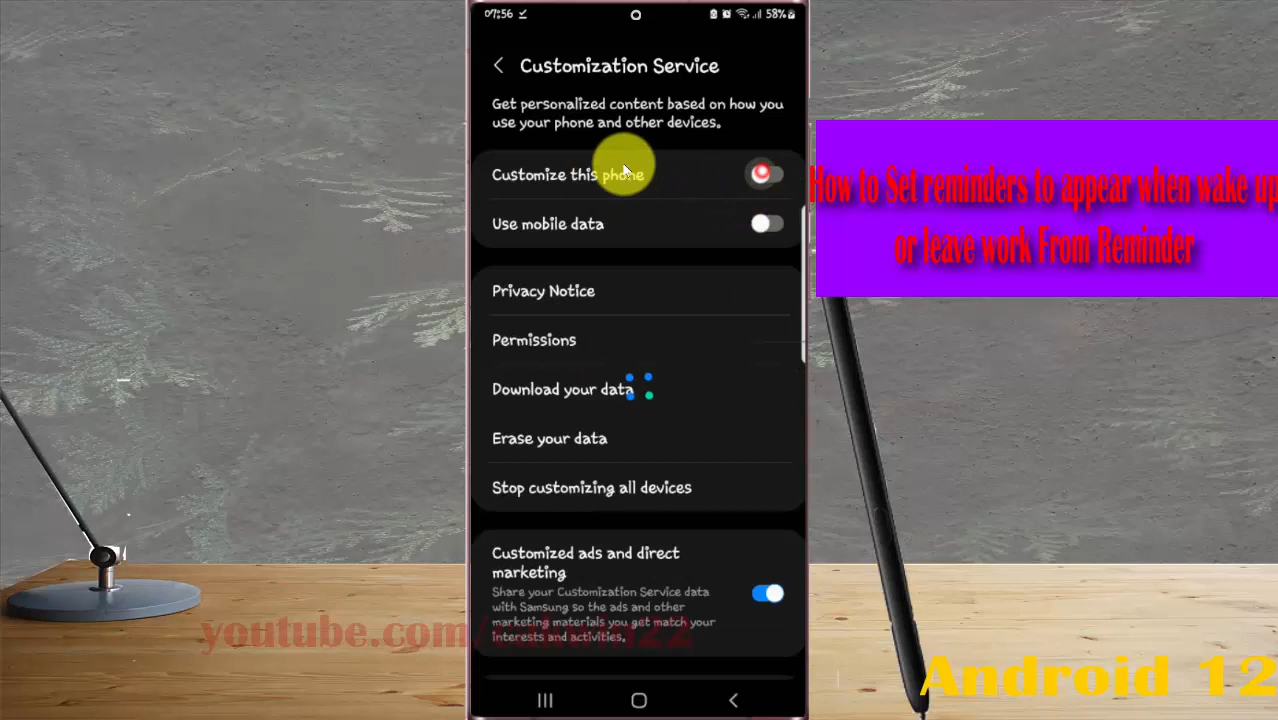 07:56
58%
Customization Service
Get personalized content based on how you
use your phone and other devices.
Customize this phone
Use mobile data
Privacy Notice
Permissions
Download your data
Erase your data
Stop customizing all devices
Customized ads and direct
marketing
Share your Customization Service data
with Samsung so the ads and other
marketing materials you get match your
interests and activities.
How to Set reminders to appear when wake up
or leave work From Reminder
youtube.com/
Android 12